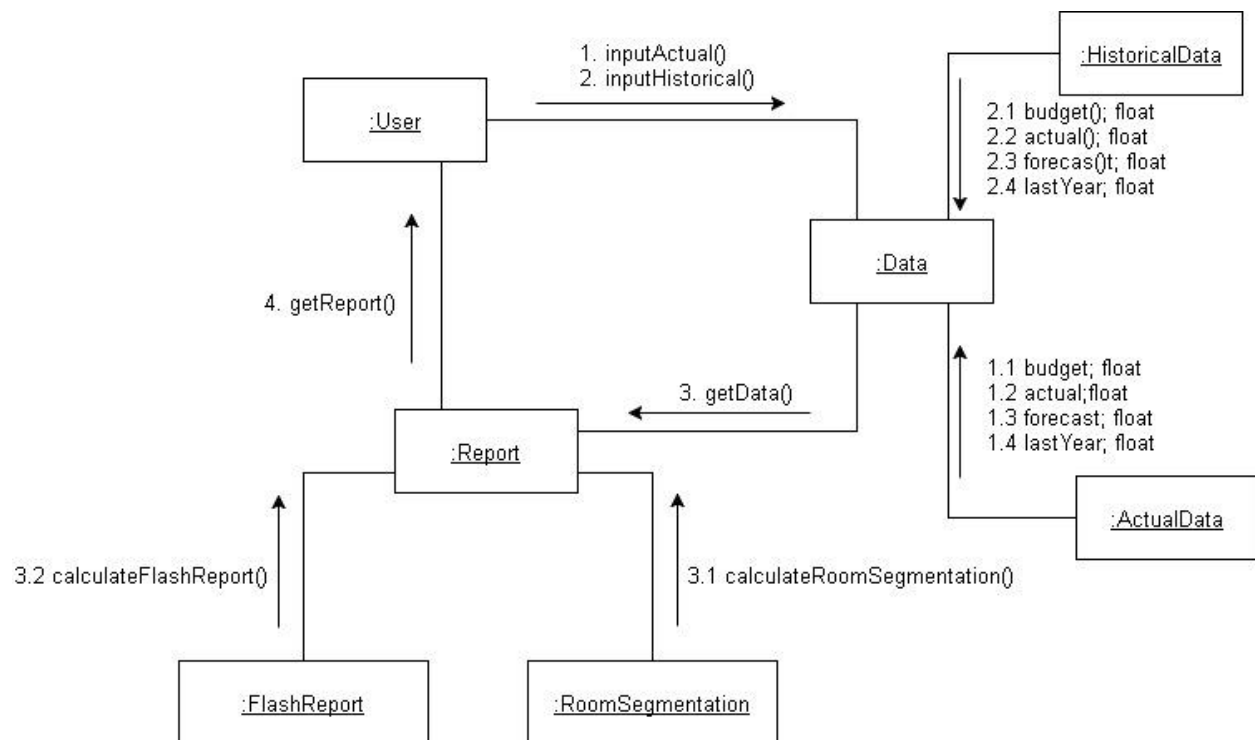 1. inputActual()
2. inputHistorical()
:HistoricalData
:User
2.1 budget(); float
2.2 actual(); float
2.3 forecas()t; float
2.4 lastYear; float
:Data
4. getReport()
1.1 budget; float
1.2 actual;float
1.3 forecast; float
1.4 lastYear; float
3. getData()
:Report
:ActualData
3.2 calculateFlashReport()
3.1 calculateRoomSegmentation()
:FlashReport
:RoomSegmentation